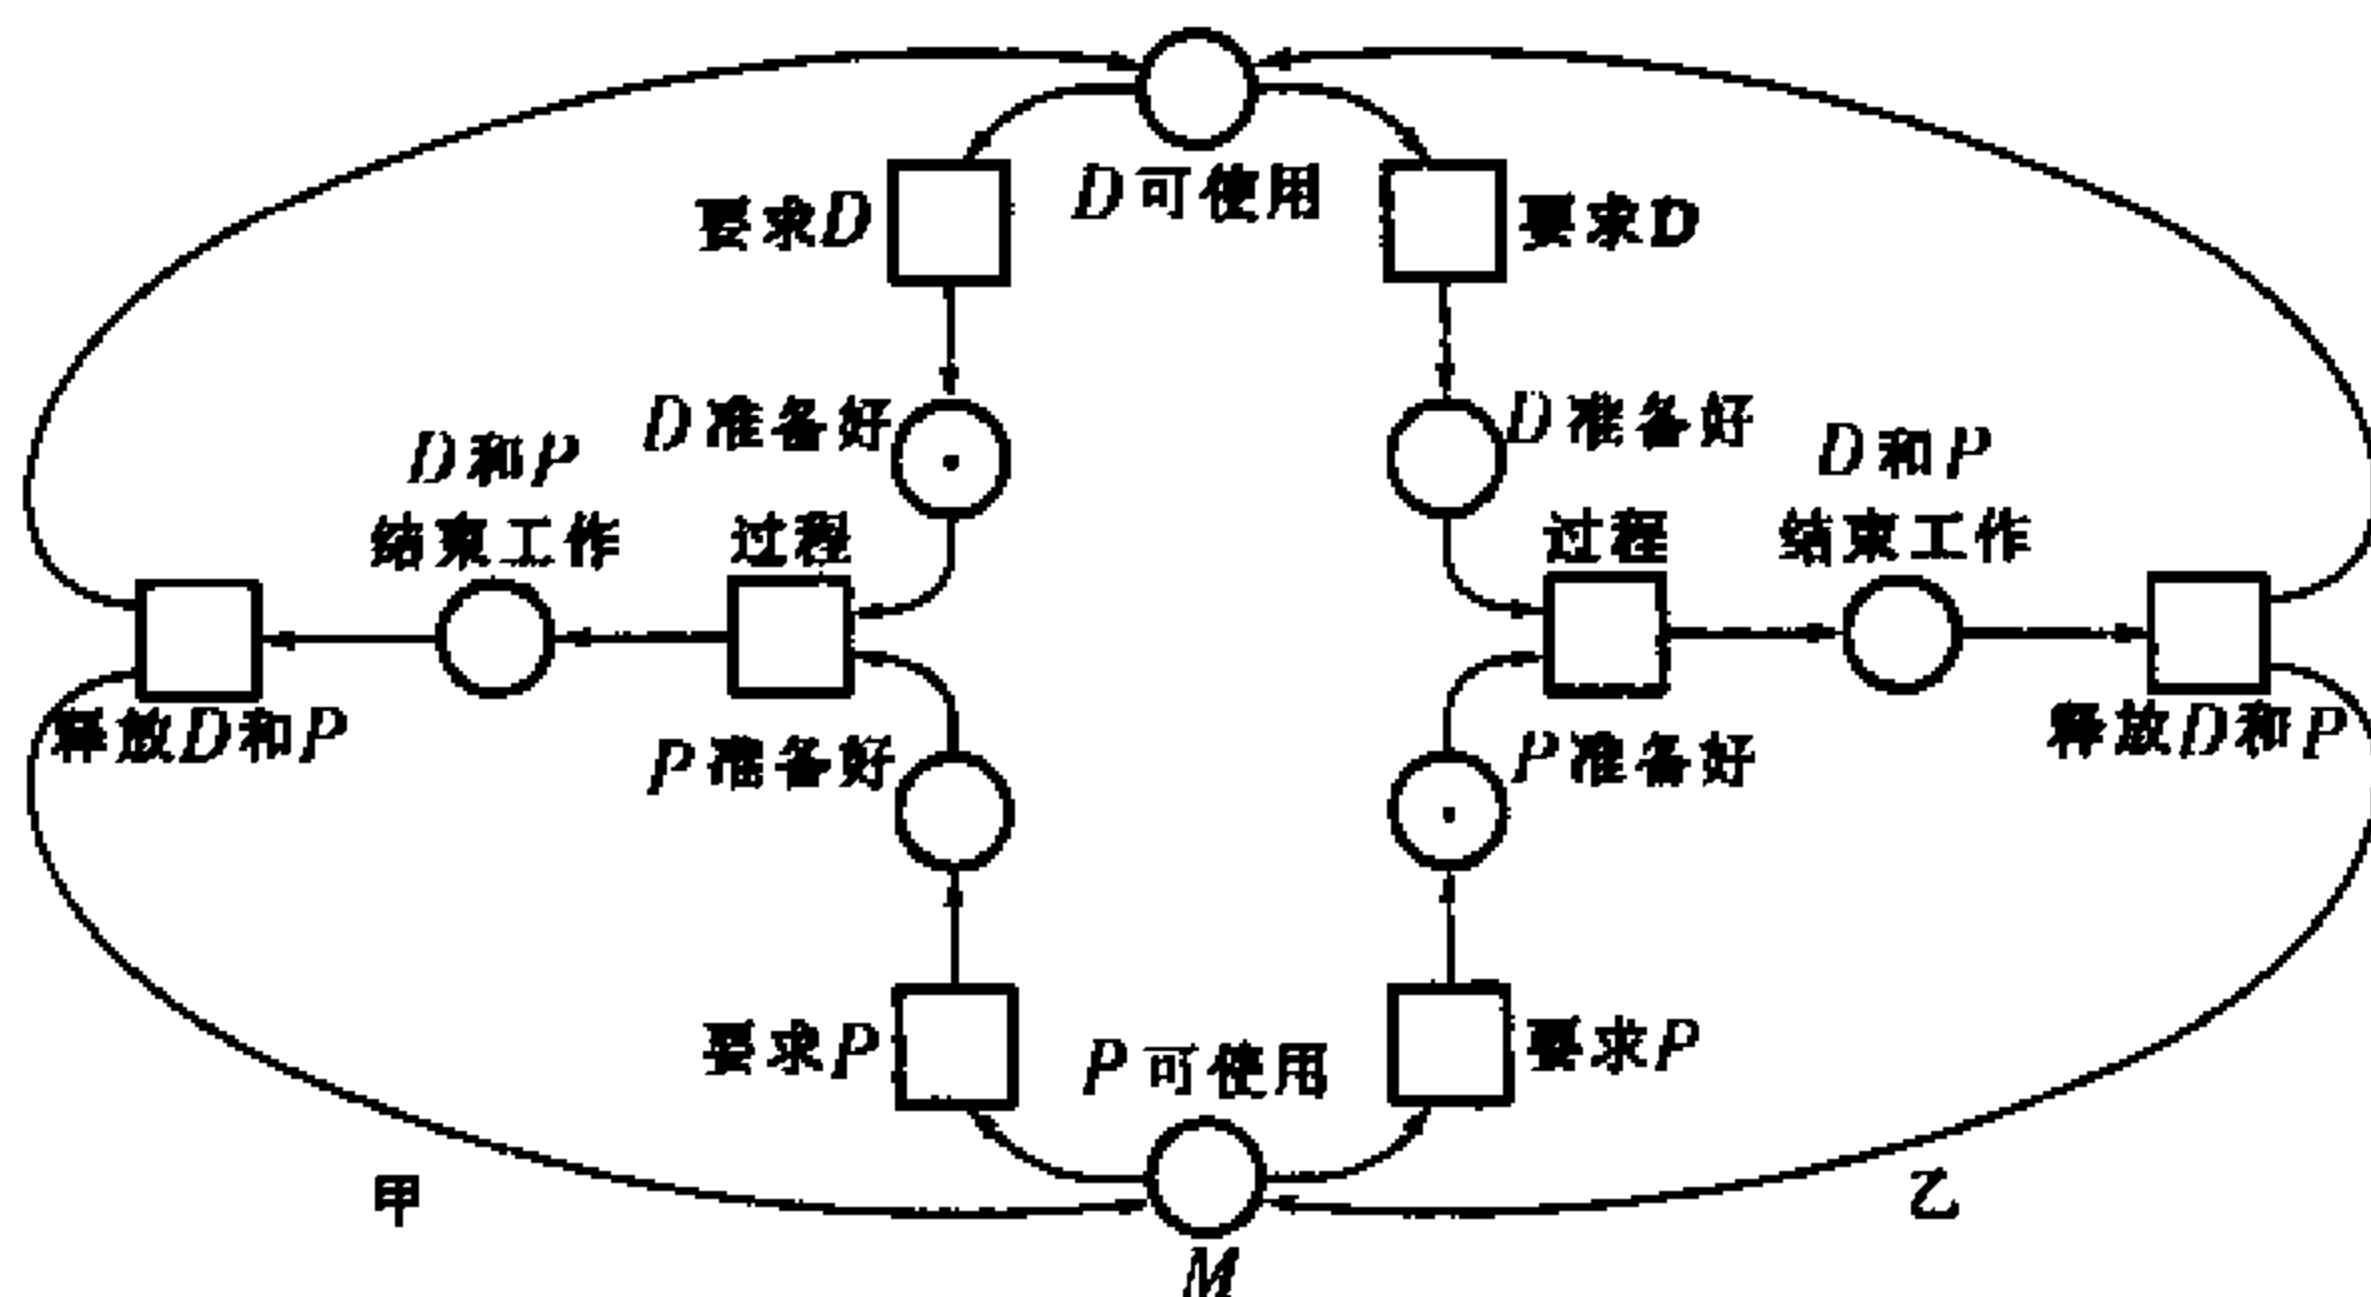 D可使用
要求D
要求D
D准备好
D准备好
D和P
结束工作
过程
过程
D和P
结束工作
释放D和P
P准备好
P准备好
释放D和P
要求P
P可使用
要求P
甲
乙
M